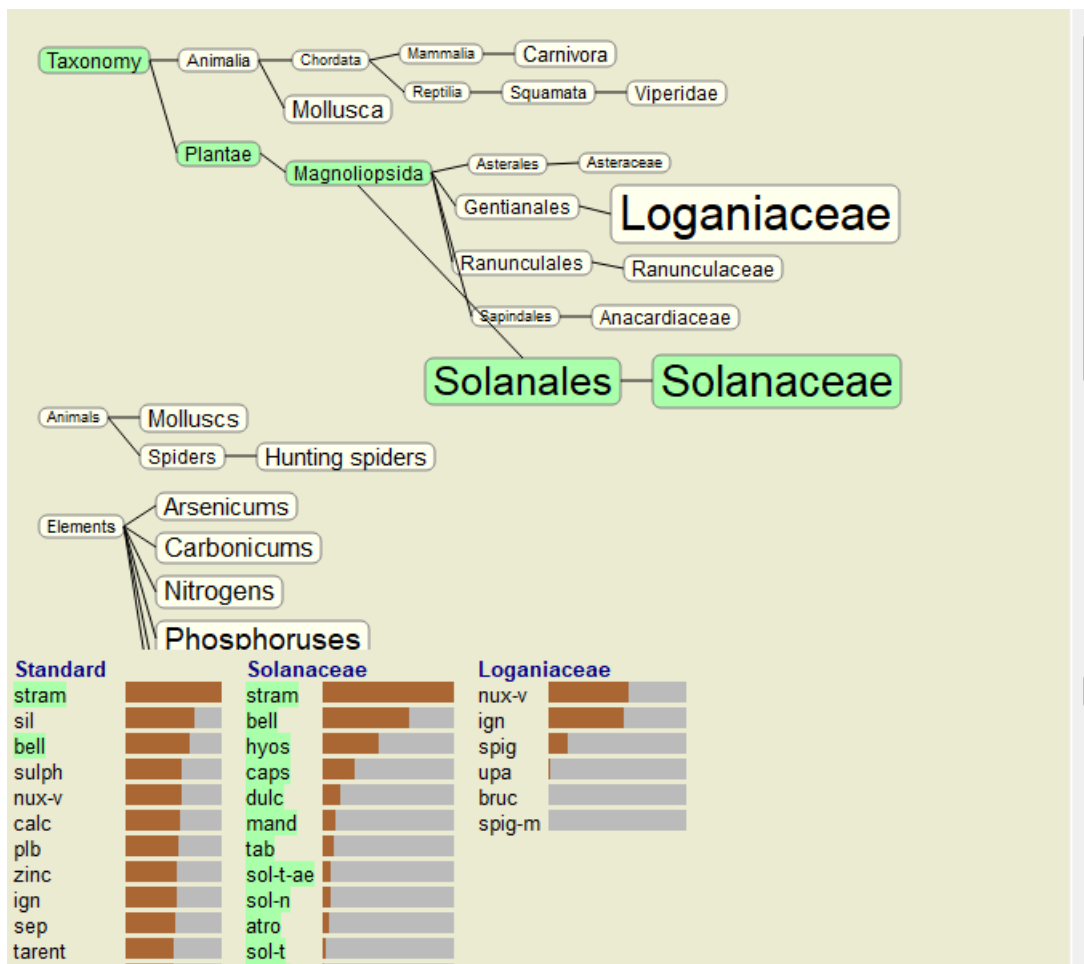 Taxonomy
Animalia
Chordata
Mammalia
Carnivora
Reptilia
Squamata
Viperidae
Mollusca
Plantae
Magnoliopsida
Asterales
Asteraceae
Gentianales
Loganiaceae
Ranunculales
Ranunculaceae
Sapindales
Anacardiaceae
Solanales
Solanaceae
Animals
Molluscs
Spiders
Hunting spiders
Elements
Arsenicums
Carbonicums
Nitrogens
Phosphoruses
Standard
stram
sil
bell
sulph
nux-v
calc
plb
zinc
ign
sep
tarent
Solanaceae
stram
bell
hyos
caps
dulc
mand
tab
sol-t-ae
sol-n
atro
sol-t
Loganiaceae
nux-v
ign
spig
upa
bruc
spig-m